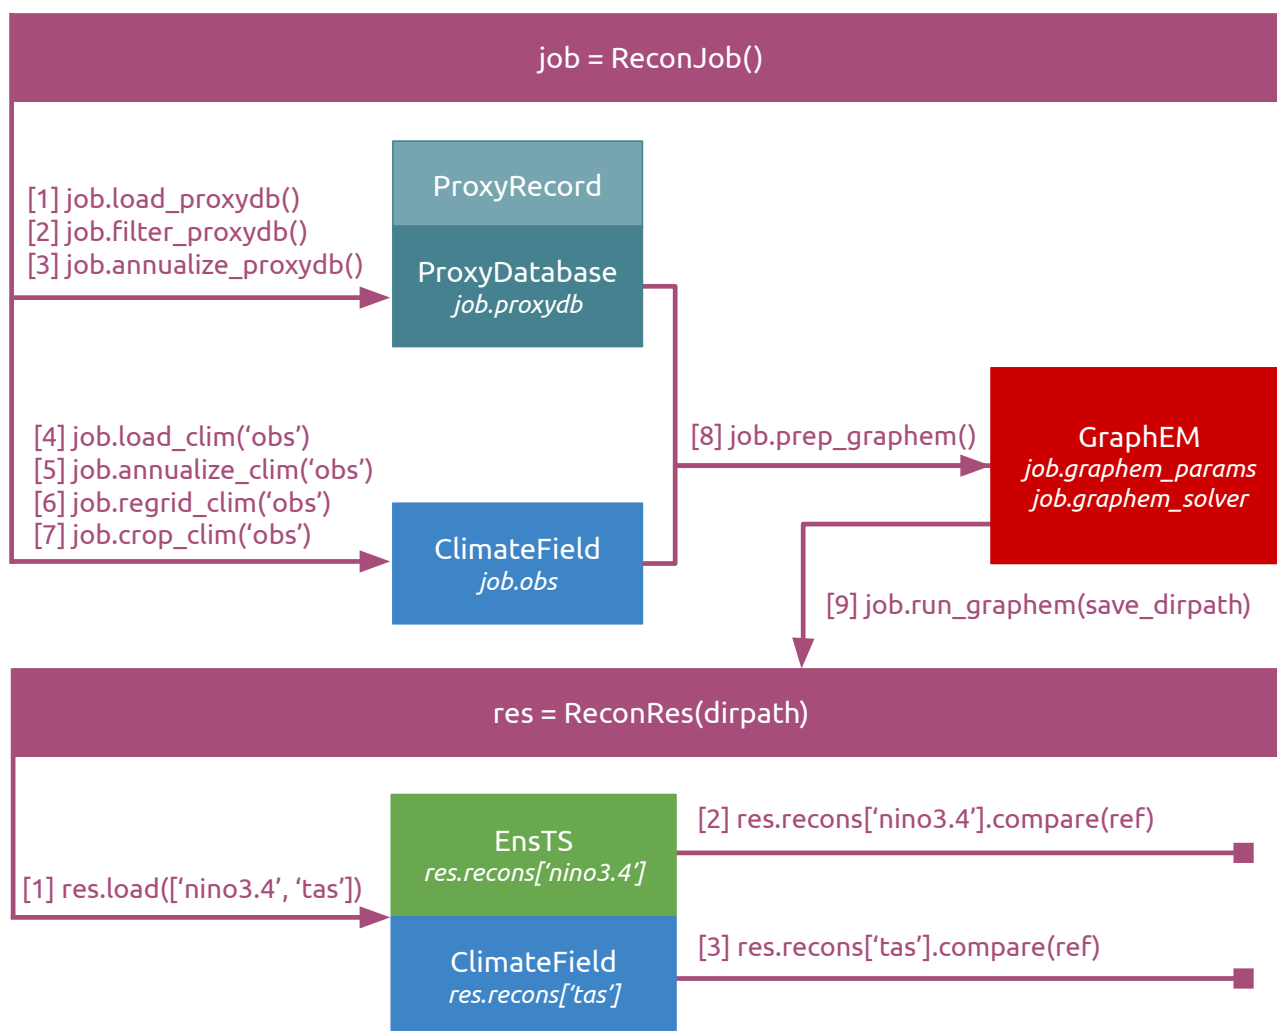 job = ReconJob()
[1] job.load_proxydb()
[2] job.filter_proxydb()
[3] job.annualize_proxydb()
ProxyRecord
ProxyDatabase
job.proxydb
[4] job.load_clim(‘obs’)
[5] job.annualize_clim(‘obs’)
[6] job.regrid_clim(‘obs’)
[7] job.crop_clim(‘obs’)
ClimateField
job.obs
[8] job.prep_graphem()
GraphEM
job.graphem_params
job.graphem_solver
[9] job.run_graphem(save_dirpath)
res = ReconRes(dirpath)
[1] res.load([‘nino3.4’, ‘tas’])
EnsTS
res.recons[‘nino3.4’]
ClimateField
res.recons[‘tas’]
[2] res.recons[‘nino3.4’].compare(ref)
[3] res.recons[‘tas’].compare(ref)